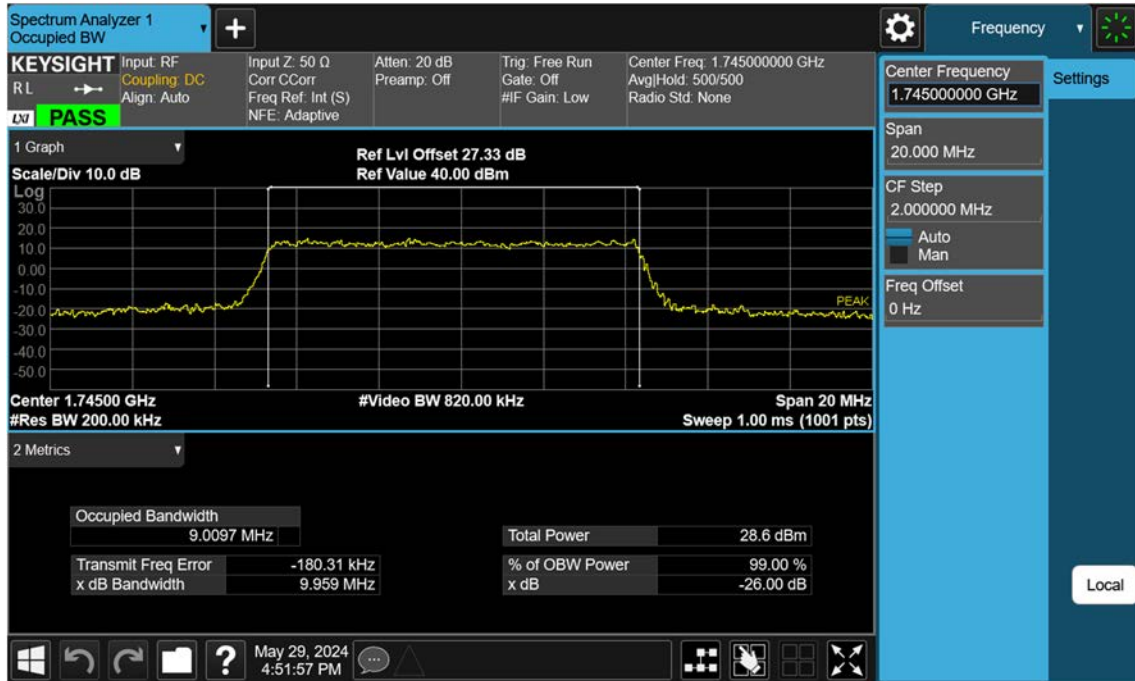 Spectrum Analyzer 1
Occupied BW
+
Frequency
KEYSIGHT
R L
LXI PASS
Input: RF
Coupling: DC
Align: Auto
Input Z: 50 Ω
Corr CCorr
Freq Ref: Int (S)
NFE: Adaptive
Atten: 20 dB
Preamp: Off
Trig: Free Run
Gate: Off
#IF Gain: Low
Center Freq: 1.745000000 GHz
Avg|Hold: 500/500
Radio Std: None
Center Frequency
1.745000000 GHz
Settings
Span
20.000 MHz
CF Step
2.000000 MHz
Auto
Man
Freq Offset
0 Hz
Local
1 Graph
Scale/Div 10.0 dB
Ref Lvl Offset 27.33 dB
Ref Value 40.00 dBm
Log
30.0
20.0
10.0
0.00
-10.0
-20.0
-30.0
-40.0
-50.0
PEAK
Center 1.74500 GHz
#Video BW 820.00 kHz
Span 20 MHz
#Res BW 200.00 kHz
Sweep 1.00 ms (1001 pts)
2 Metrics
Occupied Bandwidth
9.0097 MHz
Total Power 28.6 dBm
Transmit Freq Error -180.31 kHz
% of OBW Power 99.00 %
x dB Bandwidth 9.959 MHz
x dB -26.00 dB
?
May 29, 2024
4:51:57 PM